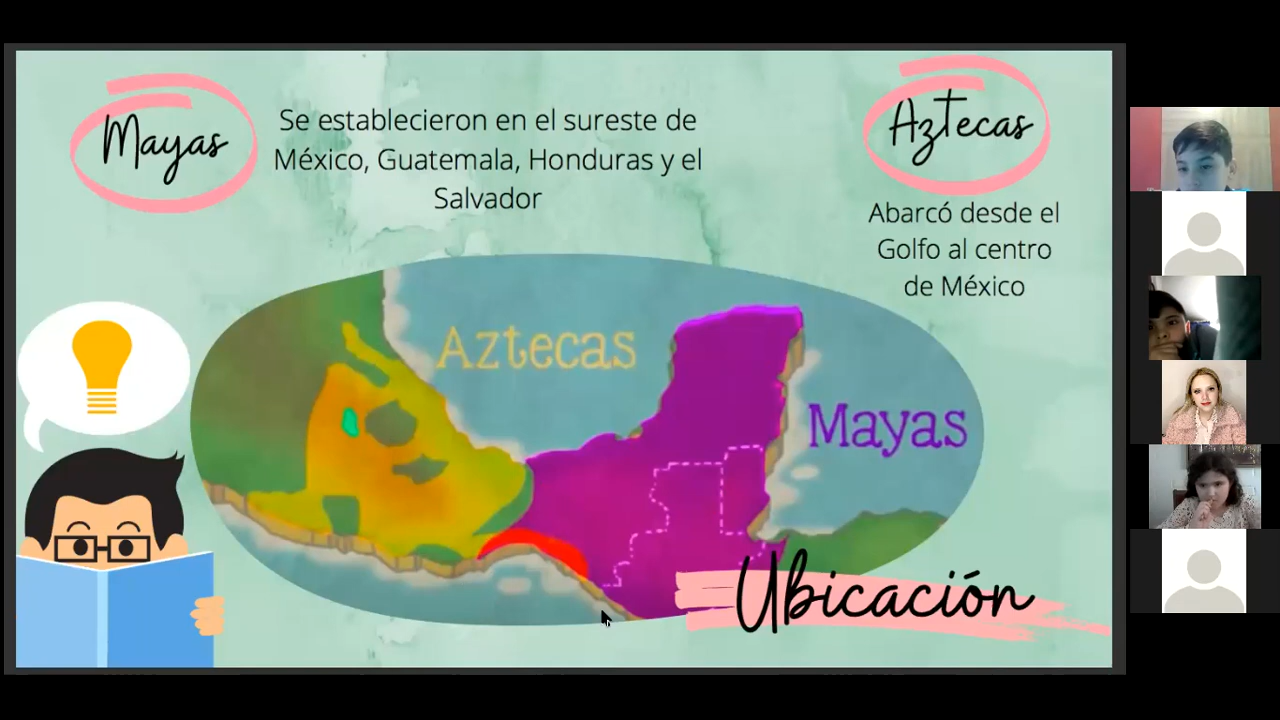 Mayas
Se establecieron en el sureste de
México, Guatemala, Honduras y el
Salvador
Aztecas
Abarcó desde el
Golfo al centro
de México
Aztecas
Mayas
Ubicación